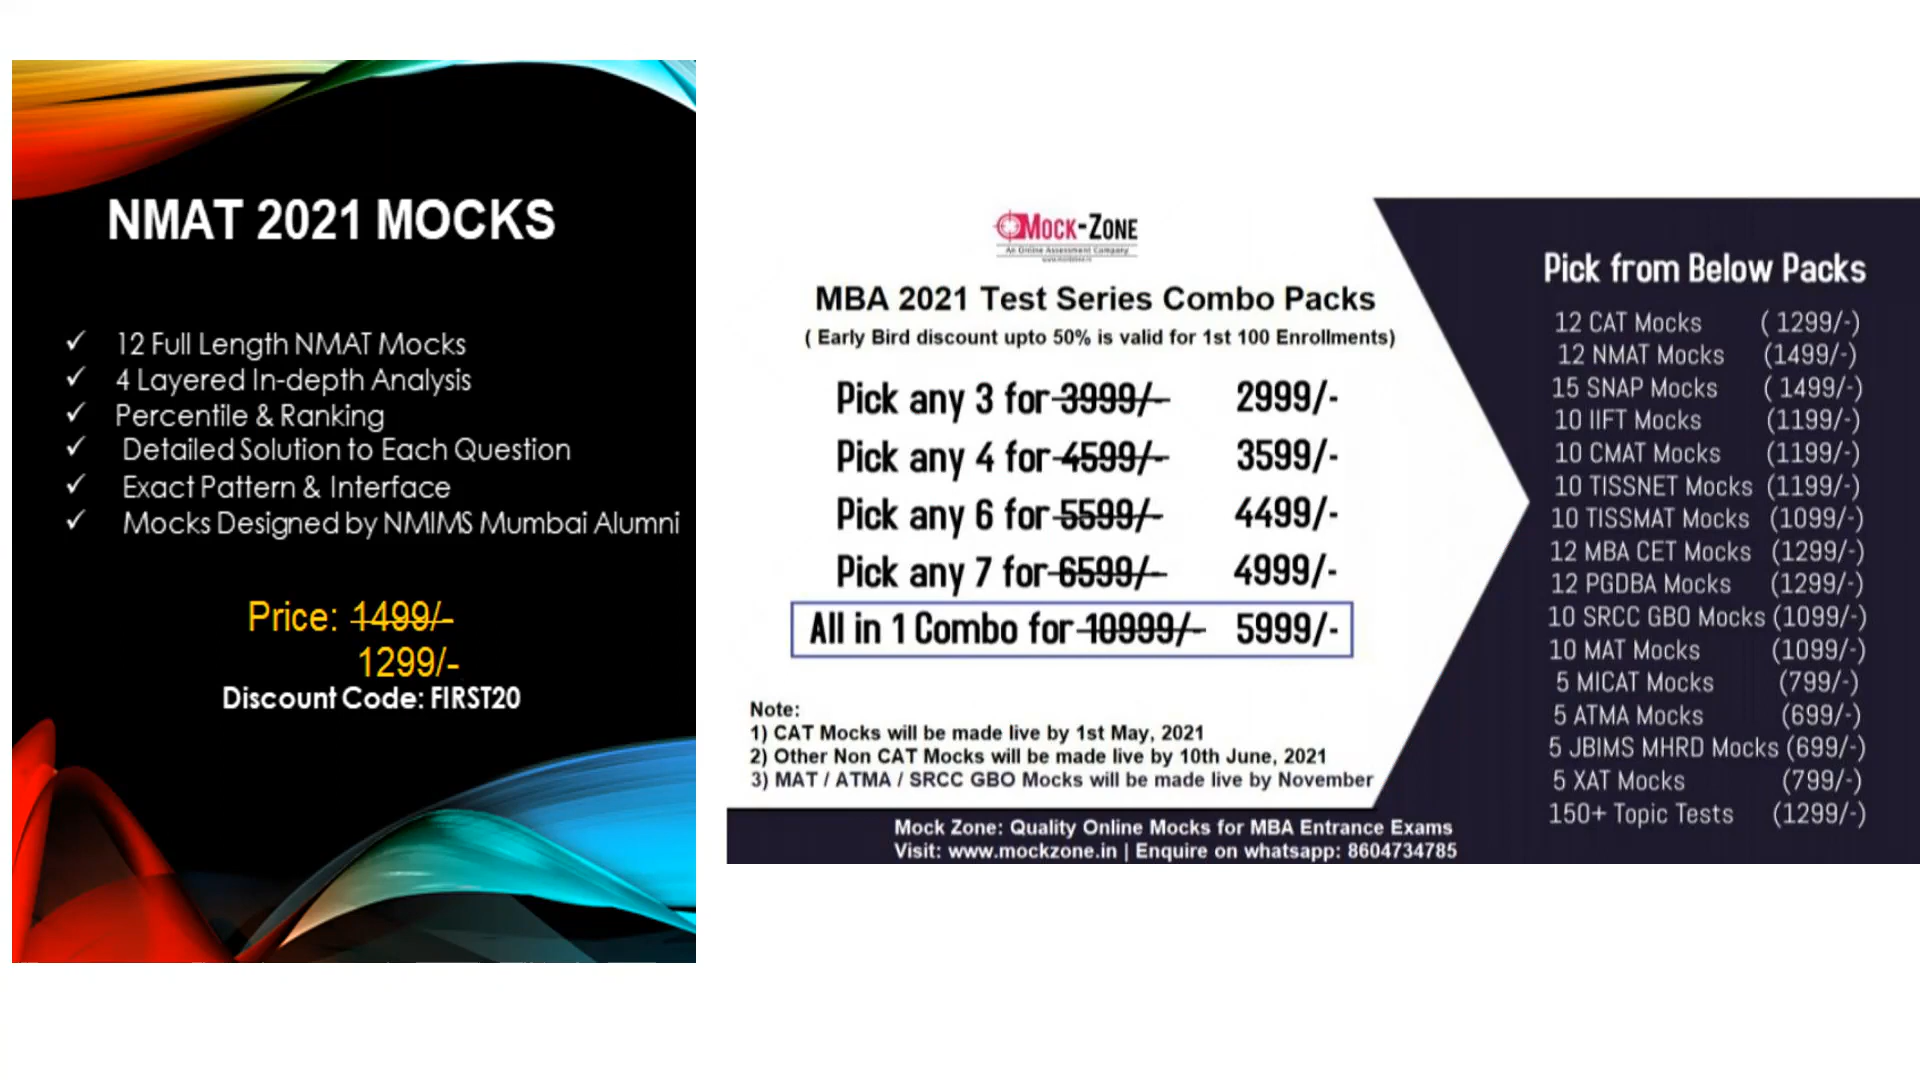 NMAT 2021 MOCKS
✓ 12 Full Length NMAT Mocks
✓ 4 Layered In-depth Analysis
✓ Percentile & Ranking
✓ Detailed Solution to Each Question
✓ Exact Pattern & Interface
✓ Mocks Designed by NMIMS Mumbai Alumni
Price: 1499/-
1299/-
Discount Code: FIRST20
MOCK-ZONE
An Online Assessment Company
MBA 2021 Test Series Combo Packs
( Early Bird discount upto 50% is valid for 1st 100 Enrollments)
Pick any 3 for 3999/- 2999/-
Pick any 4 for 4599/- 3599/-
Pick any 6 for 5599/- 4499/-
Pick any 7 for 6599/- 4999/-
All in 1 Combo for 10999/- 5999/-
Note:
1) CAT Mocks will be made live by 1st May, 2021
2) Other Non CAT Mocks will be made live by 10th June, 2021
3) MAT / ATMA / SRCC GBO Mocks will be made live by November
Mock Zone: Quality Online Mocks for MBA Entrance Exams
Visit: www.mockzone.in | Enquire on whatsapp: 8604734785
Pick from Below Packs
12 CAT Mocks ( 1299/-)
12 NMAT Mocks (1499/-)
15 SNAP Mocks ( 1499/-)
10 IIFT Mocks (1199/-)
10 CMAT Mocks (1199/-)
10 TISSNET Mocks (1199/-)
10 TISSMAT Mocks (1099/-)
12 MBA CET Mocks (1299/-)
12 PGDBA Mocks (1299/-)
10 SRCC GBO Mocks (1099/-)
10 MAT Mocks (1099/-)
5 MICAT Mocks (799/-)
5 ATMA Mocks (699/-)
5 JBIMS MHRD Mocks (699/-)
5 XAT Mocks (799/-)
150+ Topic Tests (1299/-)